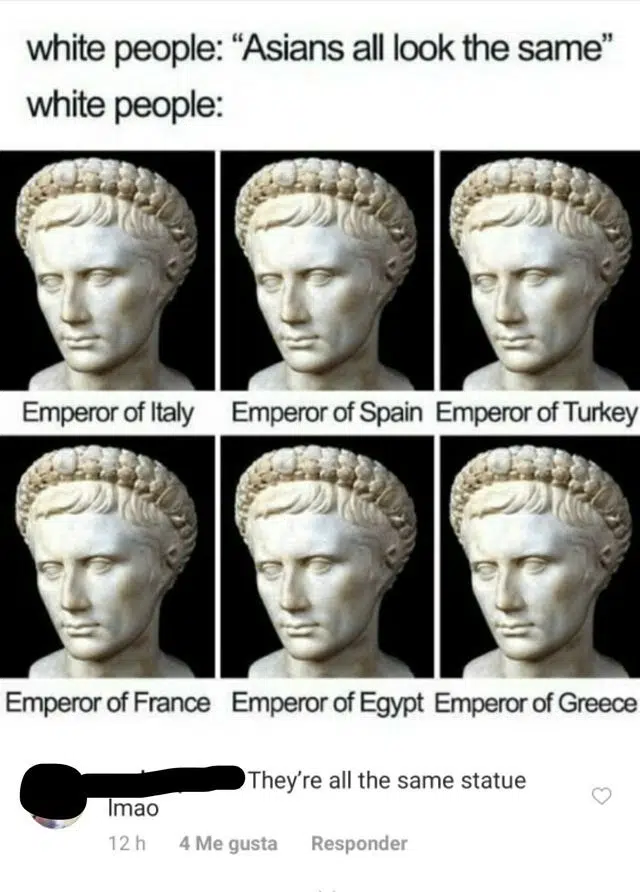 white people: “Asians all look the same”
white people:
Emperor of Italy Emperor of Spain Emperor of Turkey
Emperor of France Emperor of Egypt Emperor of Greece
They’re all the same statue
lmao
12 h 4 Me gusta Responder